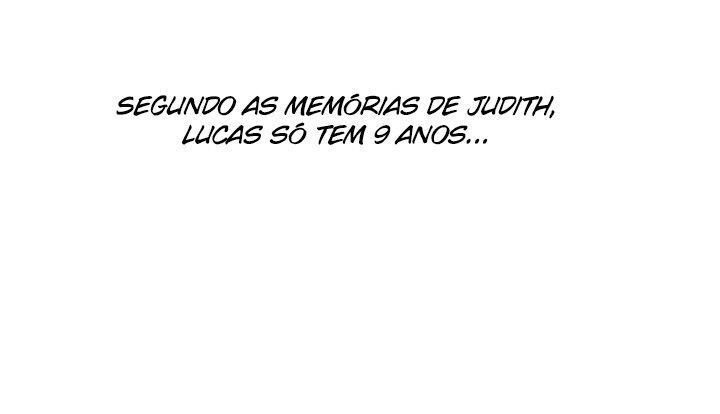 SEGUNDO AS MEMÓRIAS DE JUDITH,
LUCAS SÓ TEM 9 ANOS...